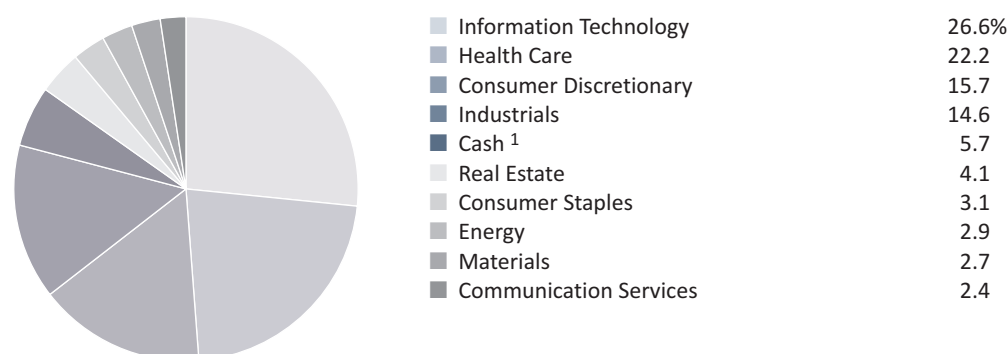 Information Technology 26.6%
Health Care 22.2
Consumer Discretionary 15.7
Industrials 14.6
Cash 1 5.7
Real Estate 4.1
Consumer Staples 3.1
Energy 2.9
Materials 2.7
Communication Services 2.4